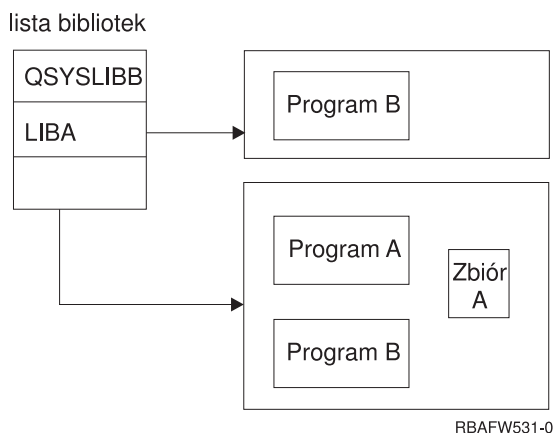 lista bibliotek
QSYSLIBB
LIBA
Program B
Program A
Zbiór
A
Program B
RBAFW531-0